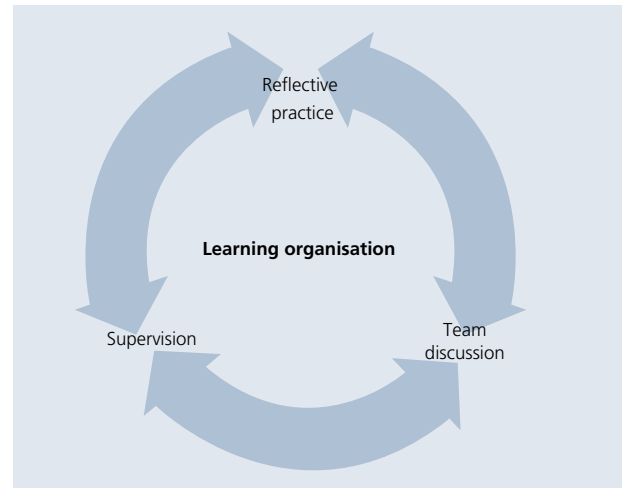 Reflective
practice
Learning organisation
Supervision
Team
discussion